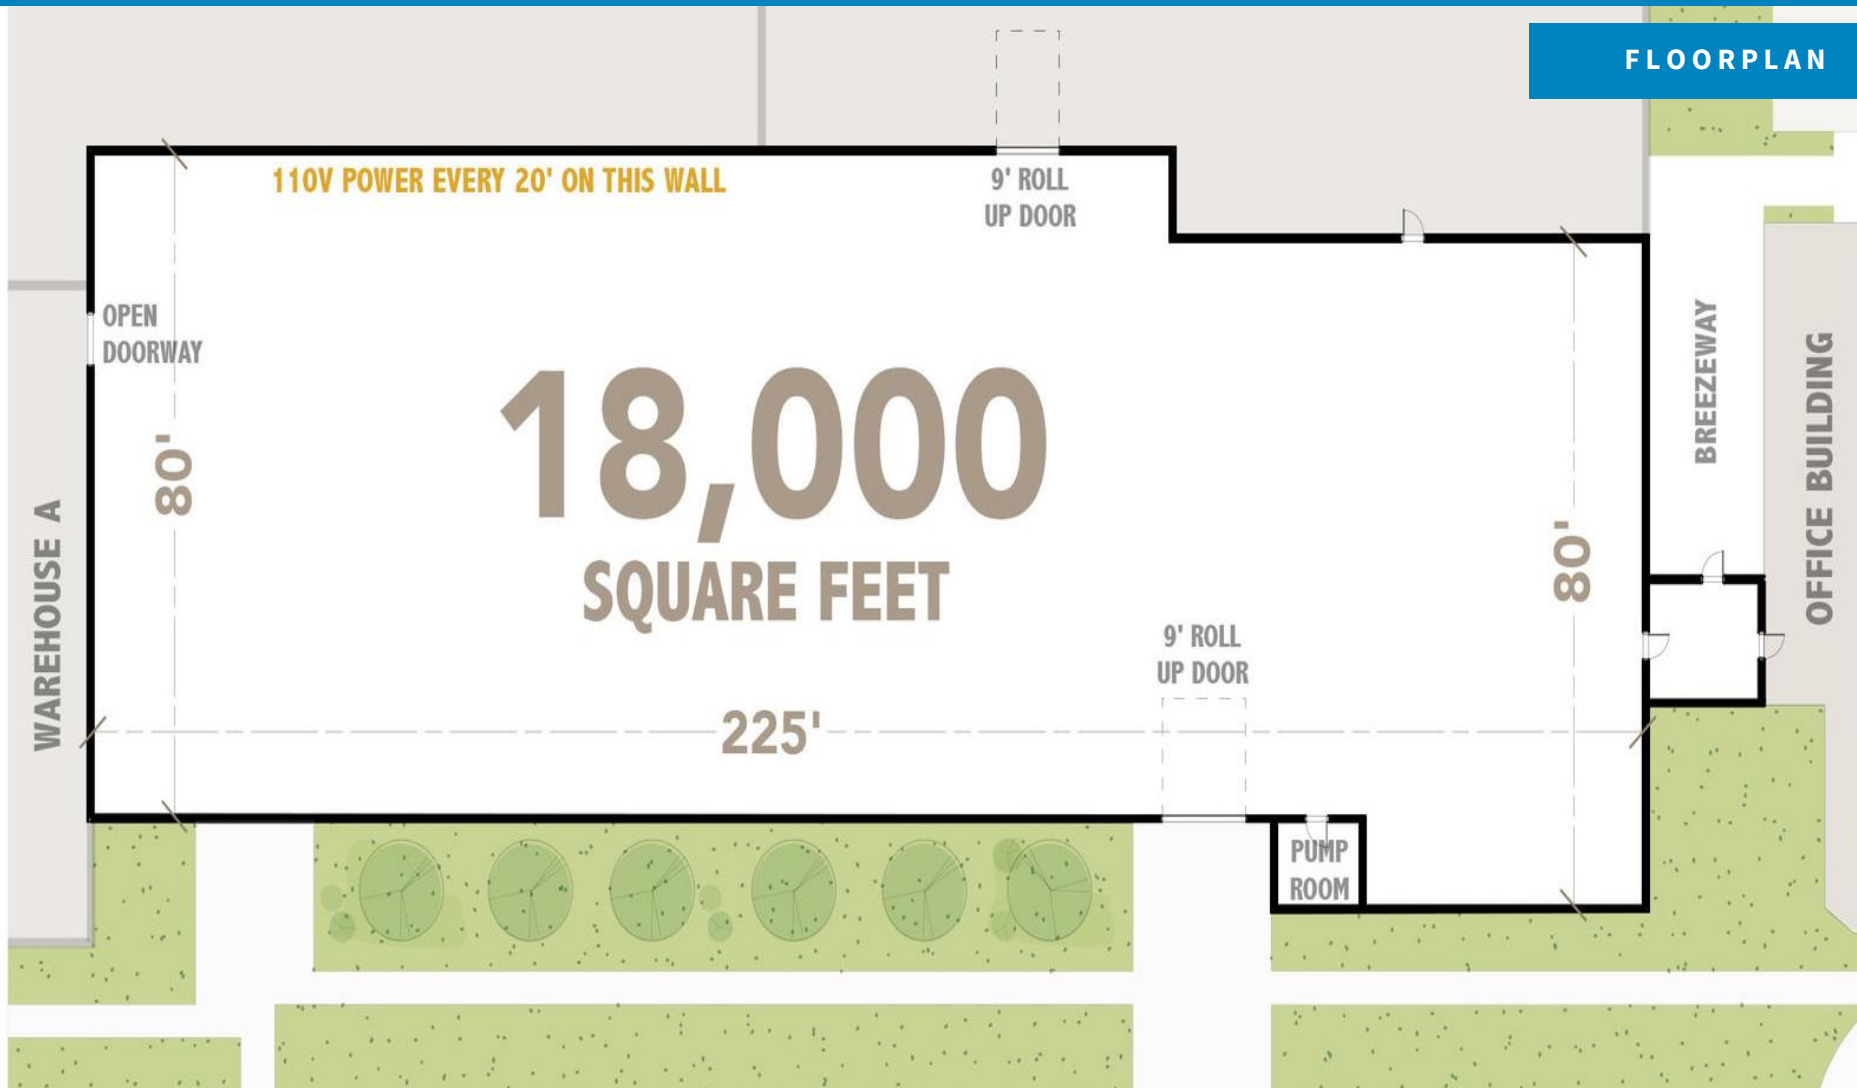 FLOORPLAN
110V POWER EVERY 20' ON THIS WALL
9' ROLL
UP DOOR
OPEN
DOORWAY
80'
18,000
SQUARE FEET
WAREHOUSE A
225'
9' ROLL
UP DOOR
80'
BREEZEWAY
OFFICE BUILDING
PUMP
ROOM